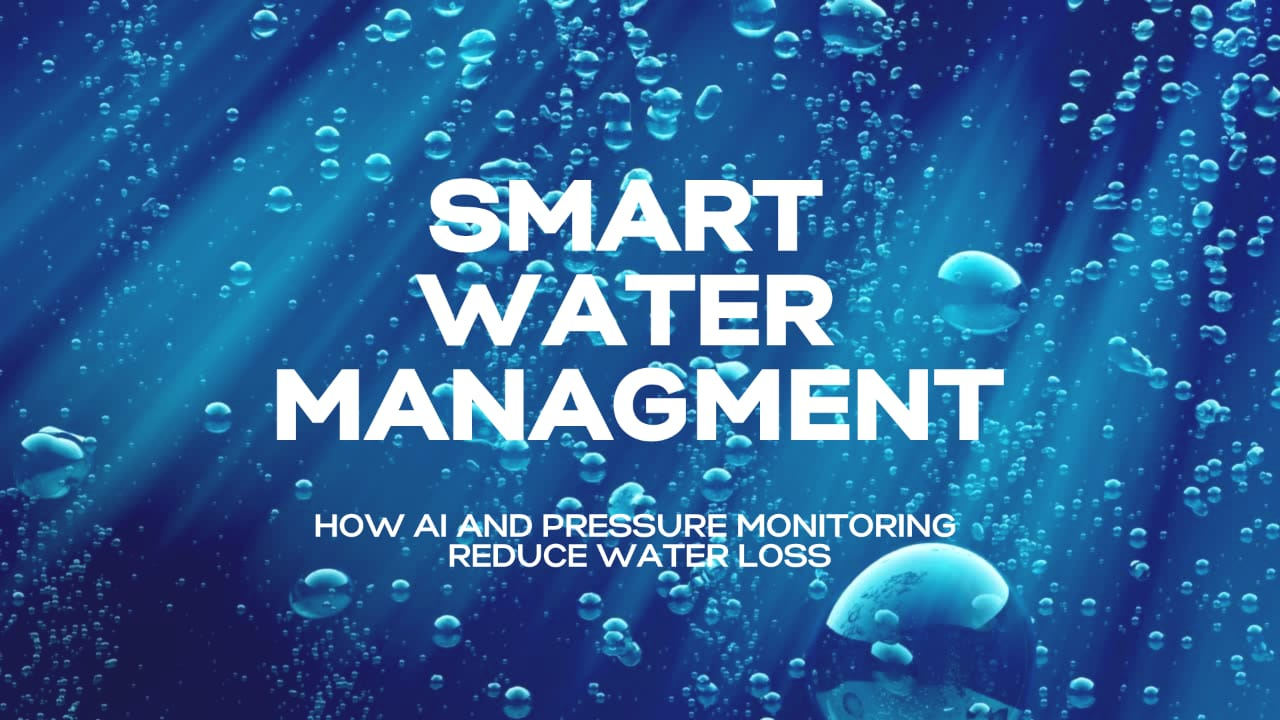 SMART
WATER
MANAGMENT
HOW AI AND PRESSURE MONITORING
REDUCE WATER LOSS